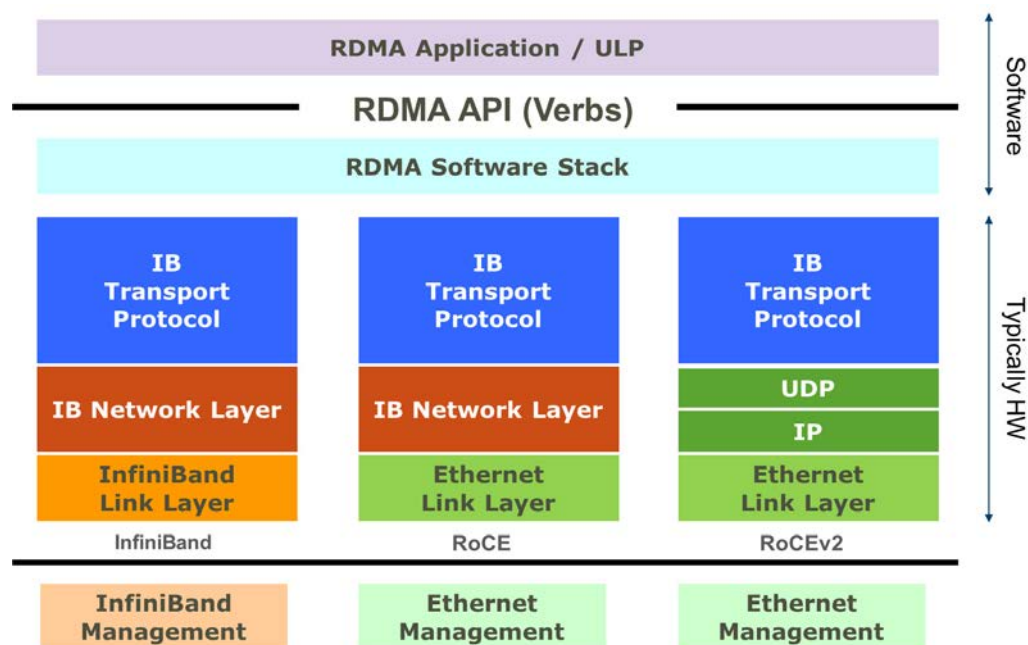 RDMA Application / ULP
RDMA API (Verbs)
RDMA Software Stack
Software
IB
Transport
Protocol
IB
Transport
Protocol
IB
Transport
Protocol
IB Network Layer
IB Network Layer
UDP
IP
InfiniBand
Link Layer
Ethernet
Link Layer
Ethernet
Link Layer
Typically HW
InfiniBand
RoCE
RoCEv2
InfiniBand
Management
Ethernet
Management
Ethernet
Management